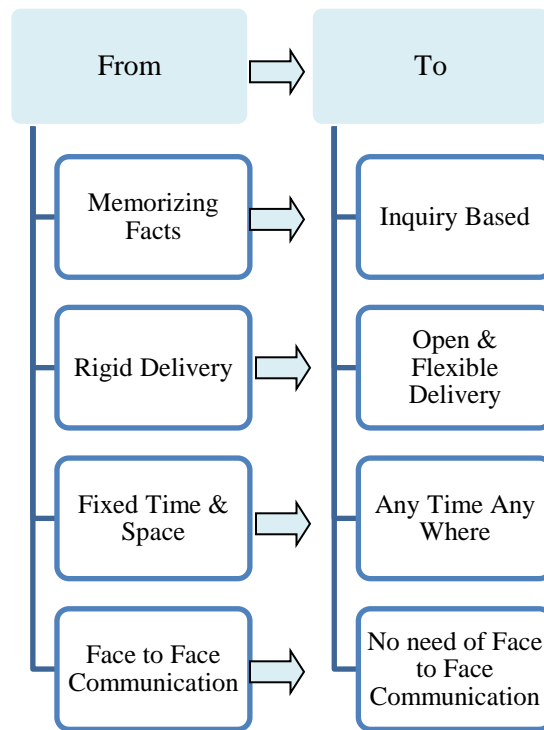 From
To
Memorizing
Facts
Inquiry Based
Rigid Delivery
Open &
Flexible
Delivery
Fixed Time &
Space
Any Time Any
Where
Face to Face
Communication
No need of Face
to Face
Communication